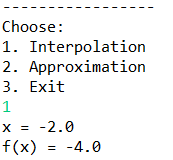 -----------------
Choose:
1. Interpolation
2. Approximation
3. Exit
1
x = -2.0
f(x) = -4.0